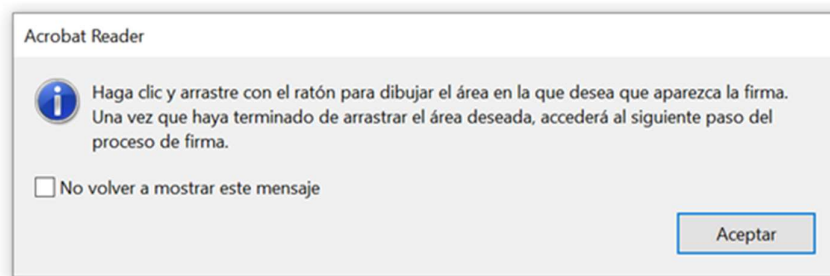 Acrobat Reader
Haga clic y arrastre con el ratón para dibujar el área en la que desea que aparezca la firma.
Una vez que haya terminado de arrastrar el área deseada, accederá al siguiente paso del
proceso de firma.
No volver a mostrar este mensaje
Aceptar